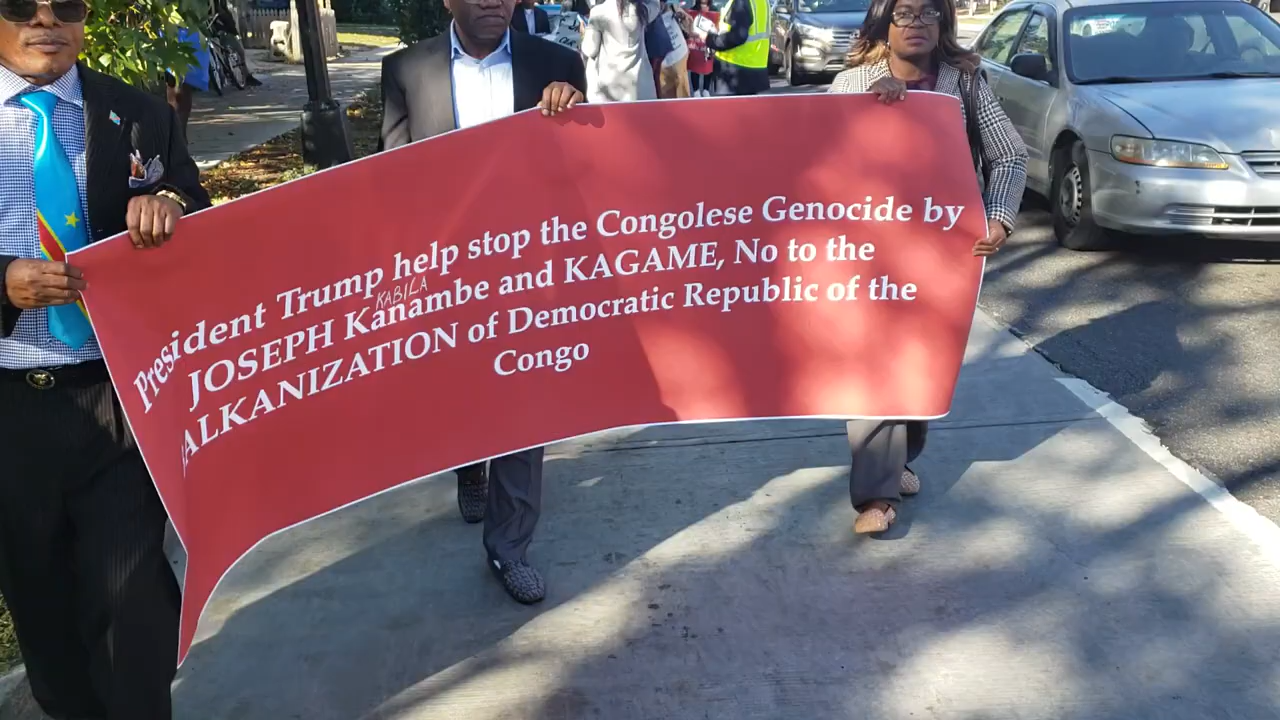 President Trump help stop the Congolese Genocide by
KABILA
JOSEPH Kanambe and KAGAME, No to the
ALKANIZATION of Democratic Republic of the
Congo